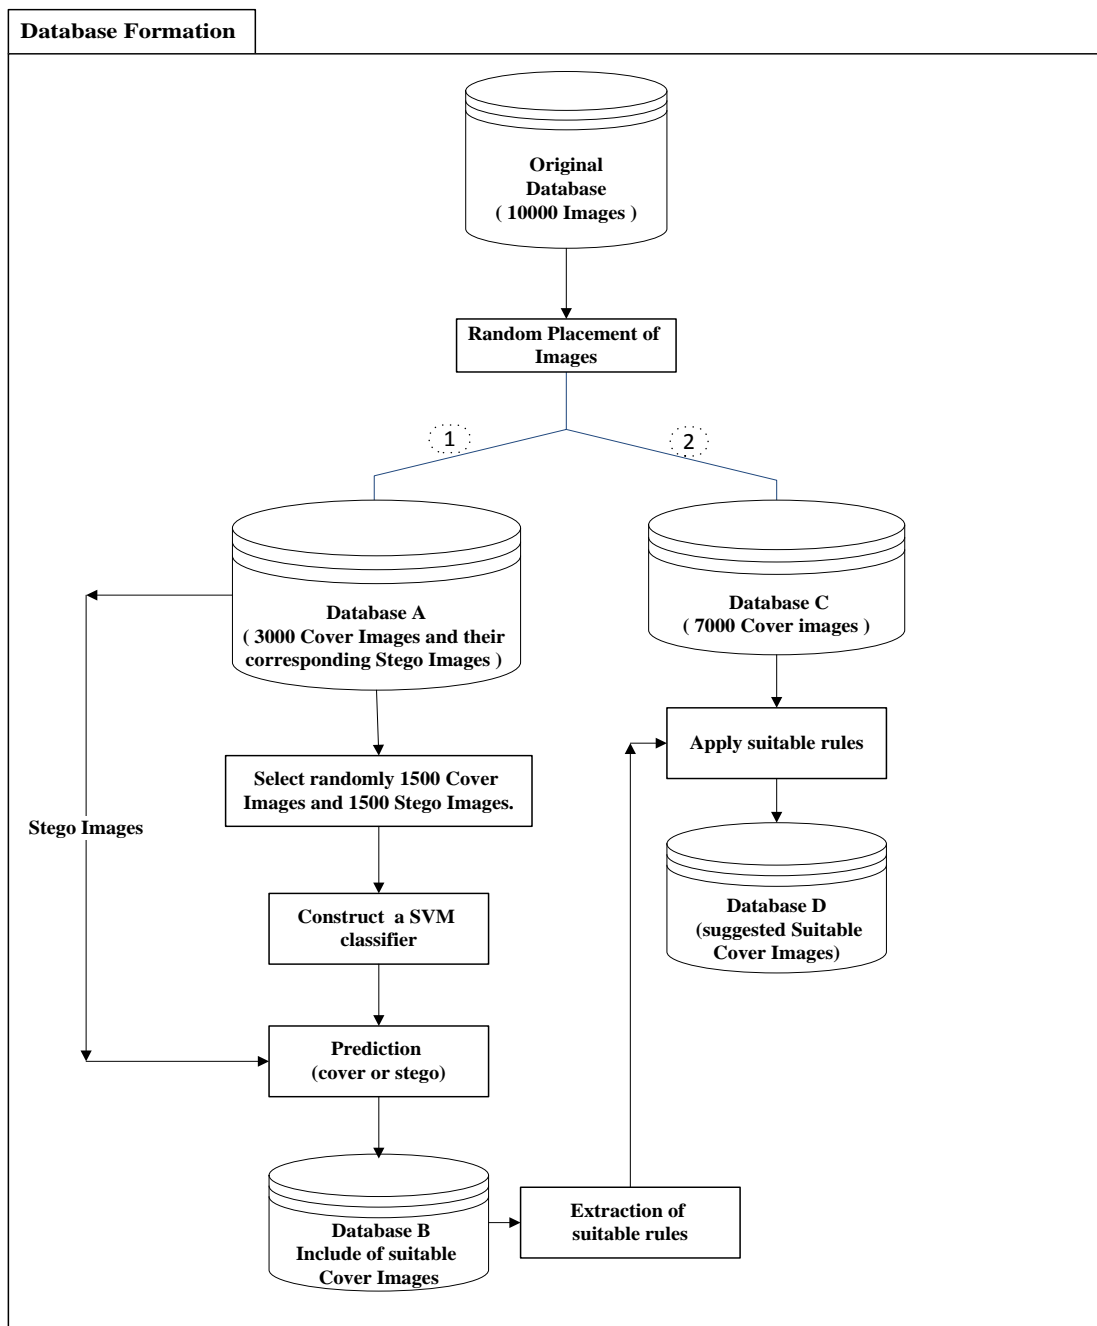 Database Formation
Original
Database
( 10000 Images )
Random Placement of
Images
1
2
Database A
( 3000 Cover Images and their
corresponding Stego Images )
Database C
( 7000 Cover images )
Select randomly 1500 Cover
Images and 1500 Stego Images.
Apply suitable rules
Stego Images
Construct a SVM
classifier
Database D
(suggested Suitable
Cover Images)
Prediction
(cover or stego)
Database B
Include of suitable
Cover Images
Extraction of
suitable rules